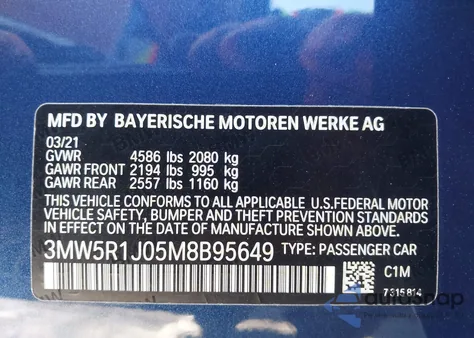 MFD BY BAYERISCHE MOTOREN WERKE AG
03/21
GVWR 4586 lbs 2080 kg
GAWR FRONT 2194 lbs 995 kg
GAWR REAR 2557 lbs 1160 kg
THIS VEHICLE CONFORMS TO ALL APPLICABLE U.S.FEDERAL MOTOR
VEHICLE SAFETY, BUMPER AND THEFT PREVENTION STANDARDS
IN EFFECT ON THE DATE OF MANUFACTURE SHOWN ABOVE.
3MW5R1J05M8B95649 TYPE: PASSENGER CAR
C1M
7315814
autosnap